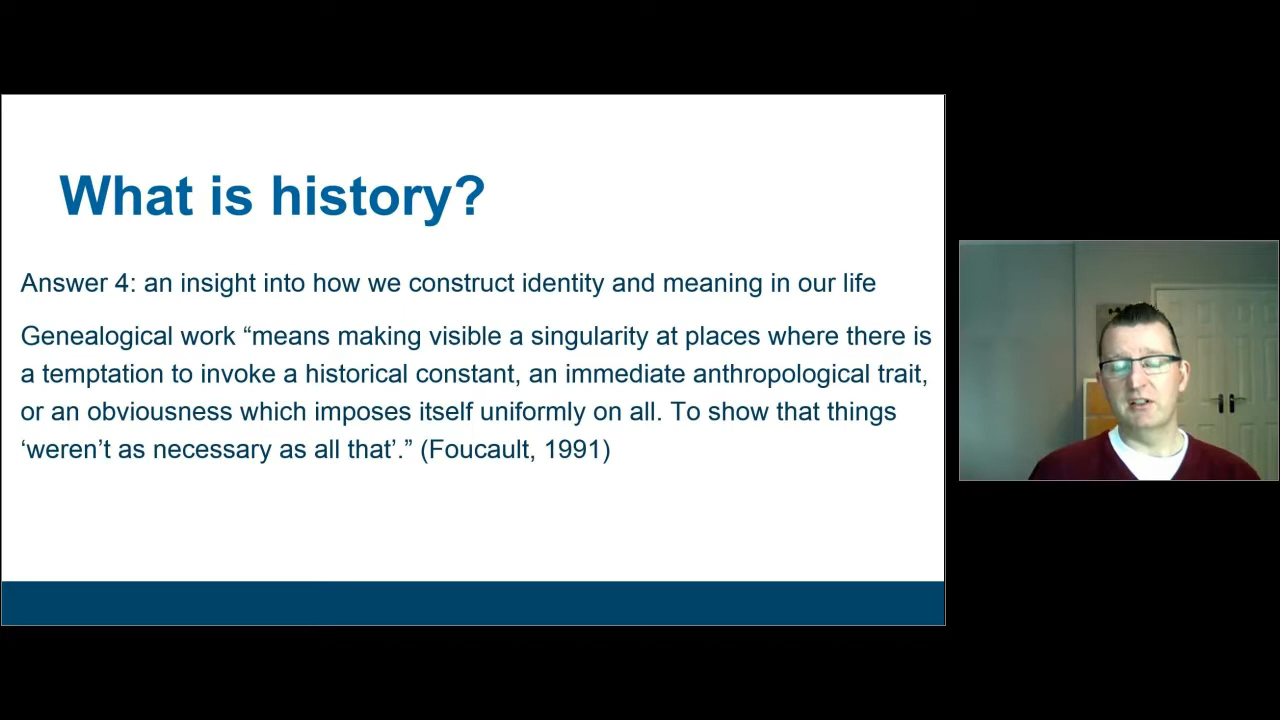 What is history?
Answer 4: an insight into how we construct identity and meaning in our life
Genealogical work “means making visible a singularity at places where there is
a temptation to invoke a historical constant, an immediate anthropological trait,
or an obviousness which imposes itself uniformly on all. To show that things
‘weren’t as necessary as all that’.” (Foucault, 1991)